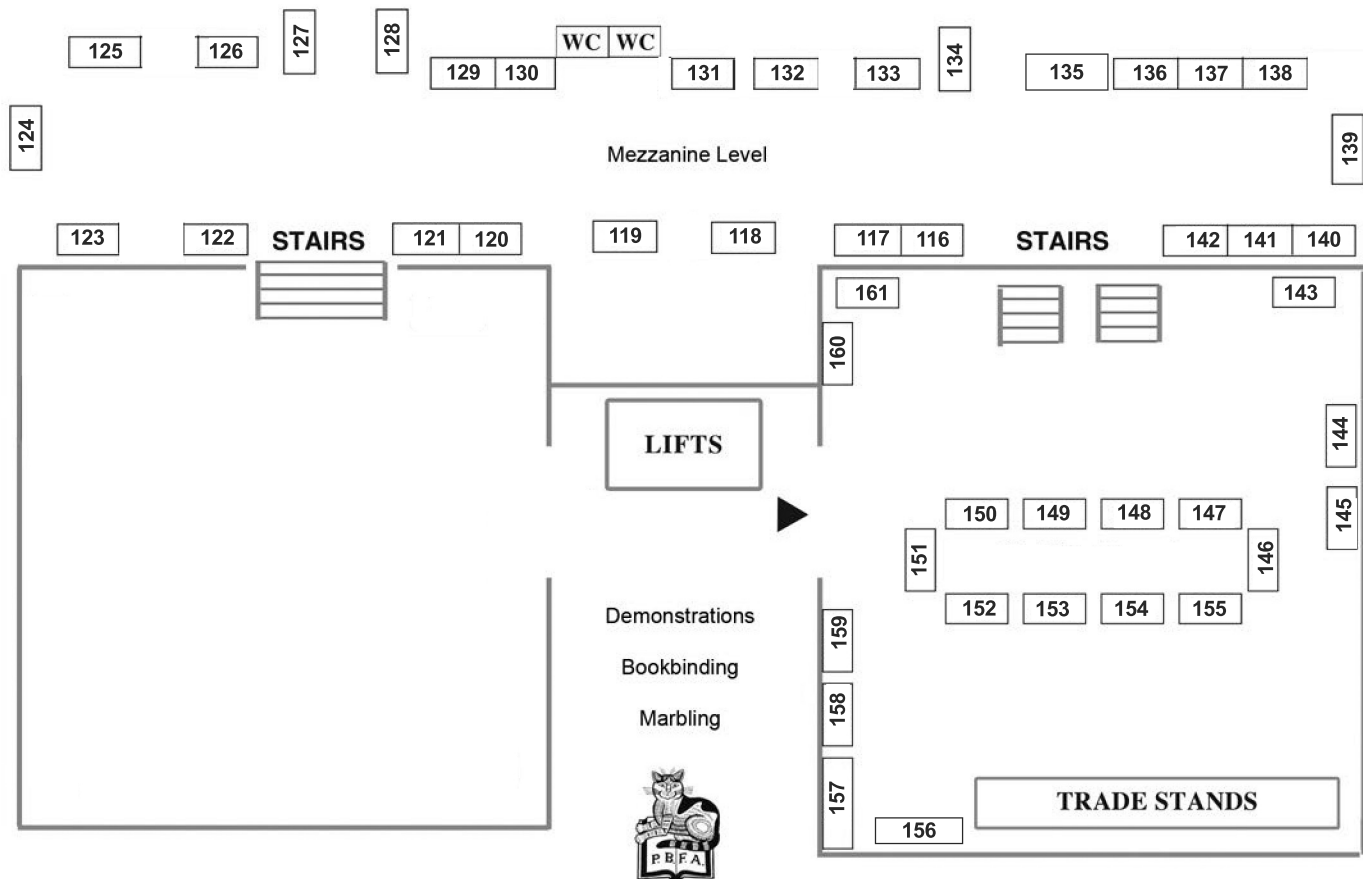 125 126 127 128 129 130 WC WC 131 132 133 134 135 136 137 138
124 139
Mezzanine Level
123 122 STAIRS 121 120 119 118 117 116 STAIRS 142 141 140
161 143
160
LIFTS
144
150 149 148 147 145
151 146
152 153 154 155
Demonstrations
159
Bookbinding
Marbling
158
157
TRADE STANDS
156
P.B.F.A.